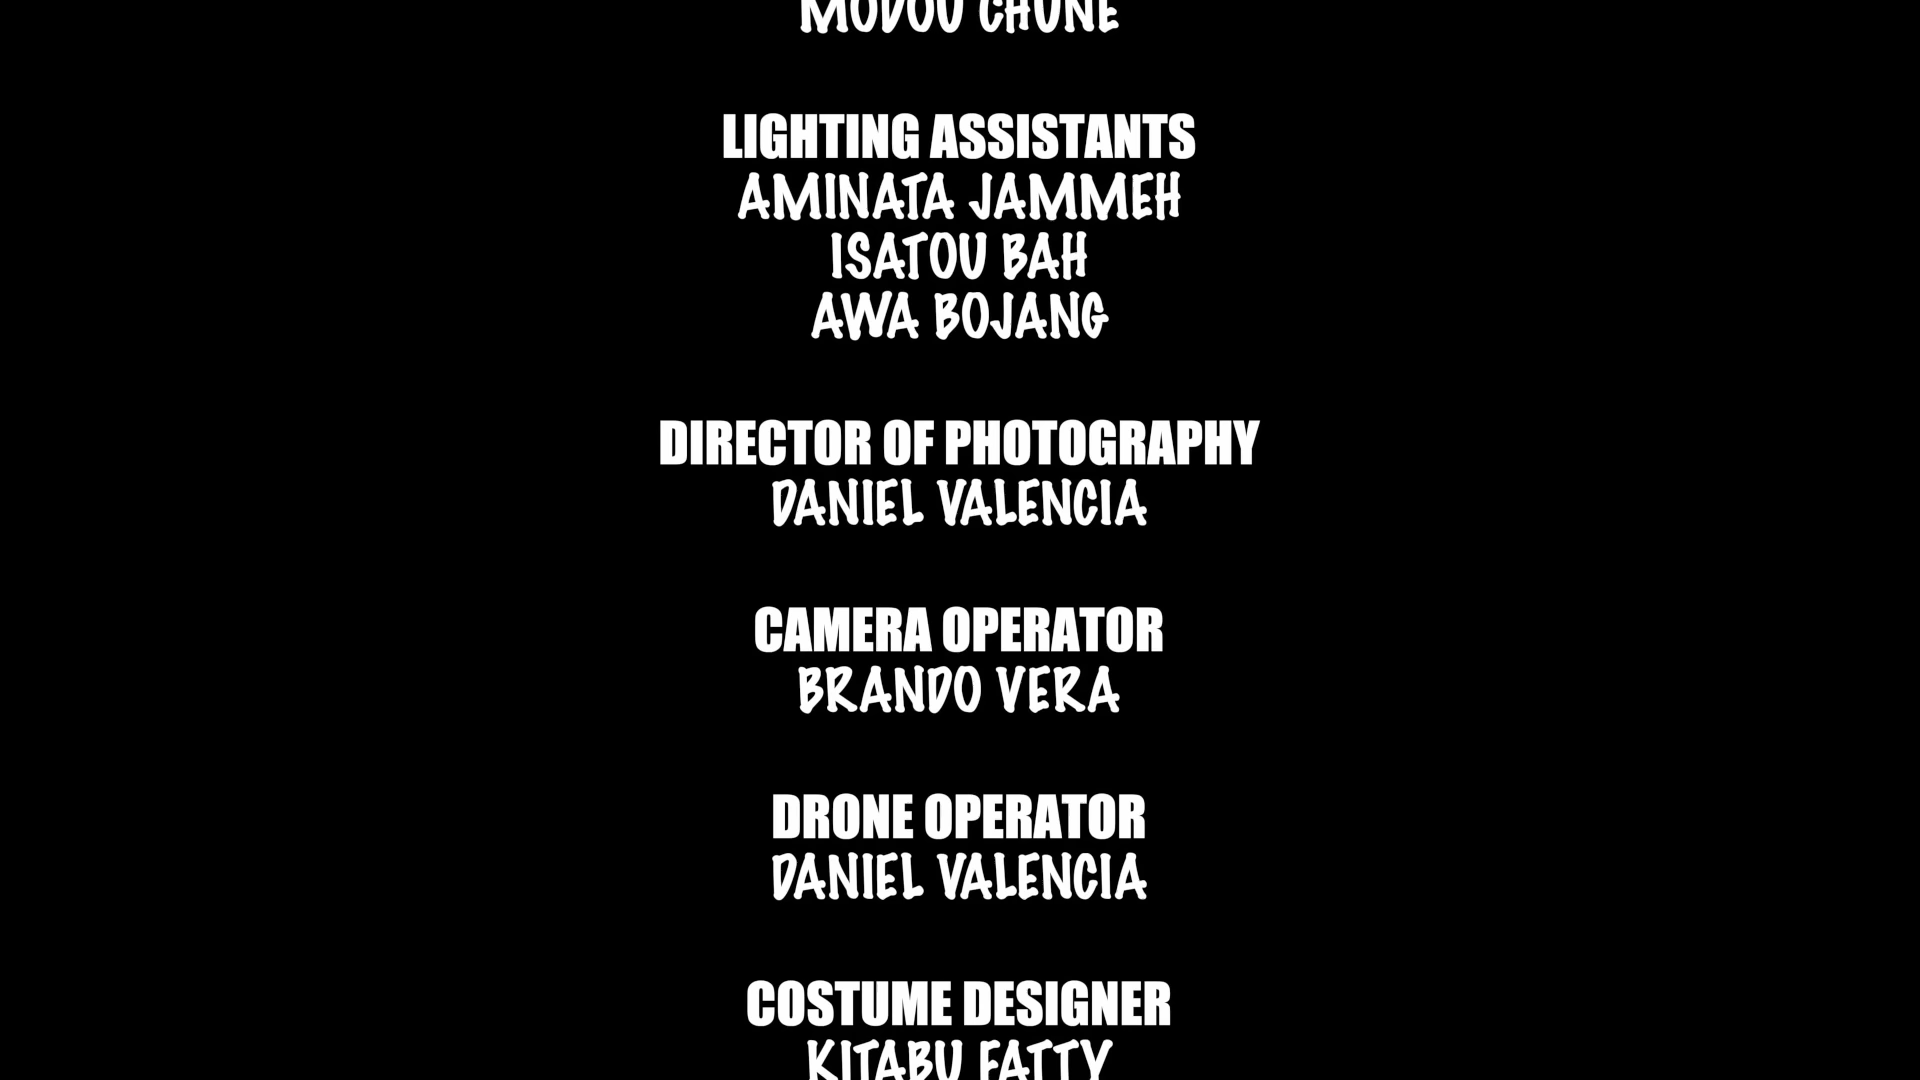 MODOU CHUNE
LIGHTING ASSISTANTS
AMINATA JAMMEH
ISATOU BAH
AWA BOJANG
DIRECTOR OF PHOTOGRAPHY
DANIEL VALENCIA
CAMERA OPERATOR
BRANDO VERA
DRONE OPERATOR
DANIEL VALENCIA
COSTUME DESIGNER
KITABU FATTY